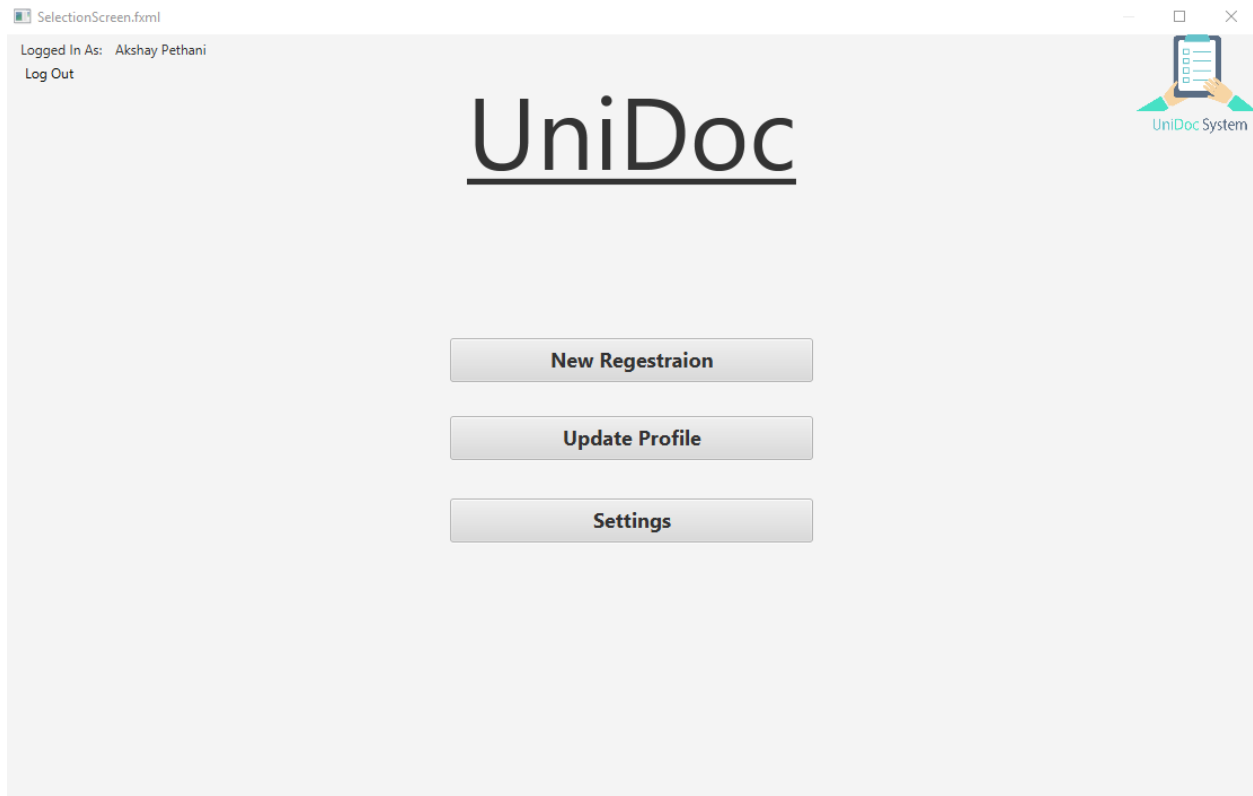 SelectionScreen.fxml
Logged In As: Akshay Pethani
Log Out
UniDoc System
UniDoc
New Regestraion
Update Profile
Settings